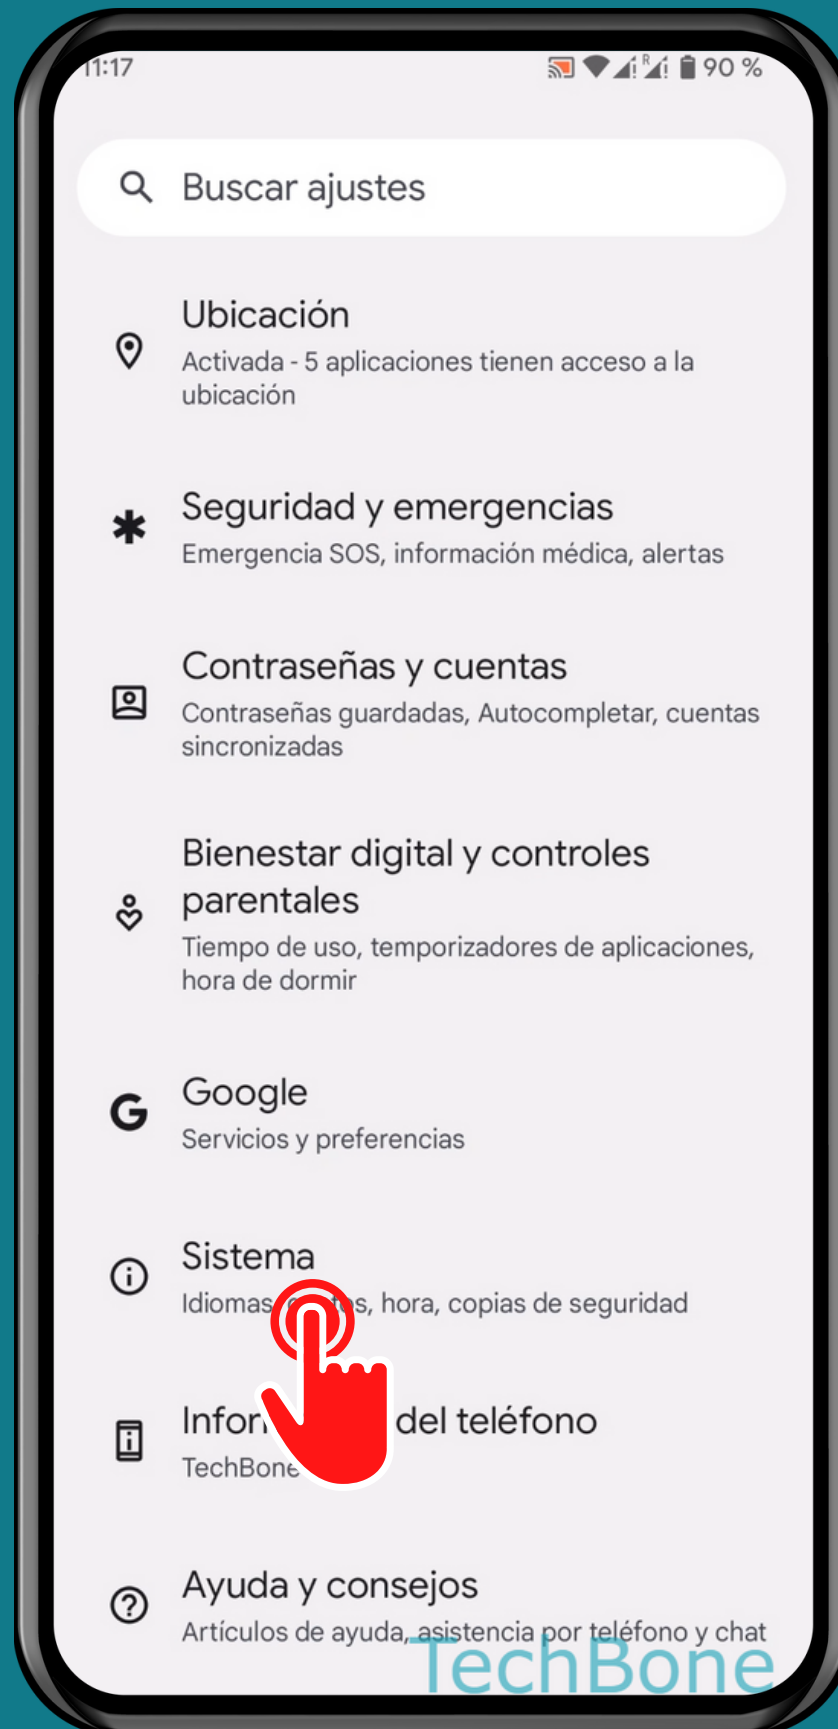 11:17
R
90 %
Buscar ajustes
Ubicación
Activada - 5 aplicaciones tienen acceso a la
ubicación
Seguridad y emergencias
Emergencia SOS, información médica, alertas
Contraseñas y cuentas
Contraseñas guardadas, Autocompletar, cuentas
sincronizadas
Bienestar digital y controles
parentales
Tiempo de uso, temporizadores de aplicaciones,
hora de dormir
G
Google
Servicios y preferencias
Sistema
Idiomas, hora, copias de seguridad
del teléfono
TechBone
Ayuda y consejos
Artículos de ayuda, asistencia por teléfono y chat
TechBone